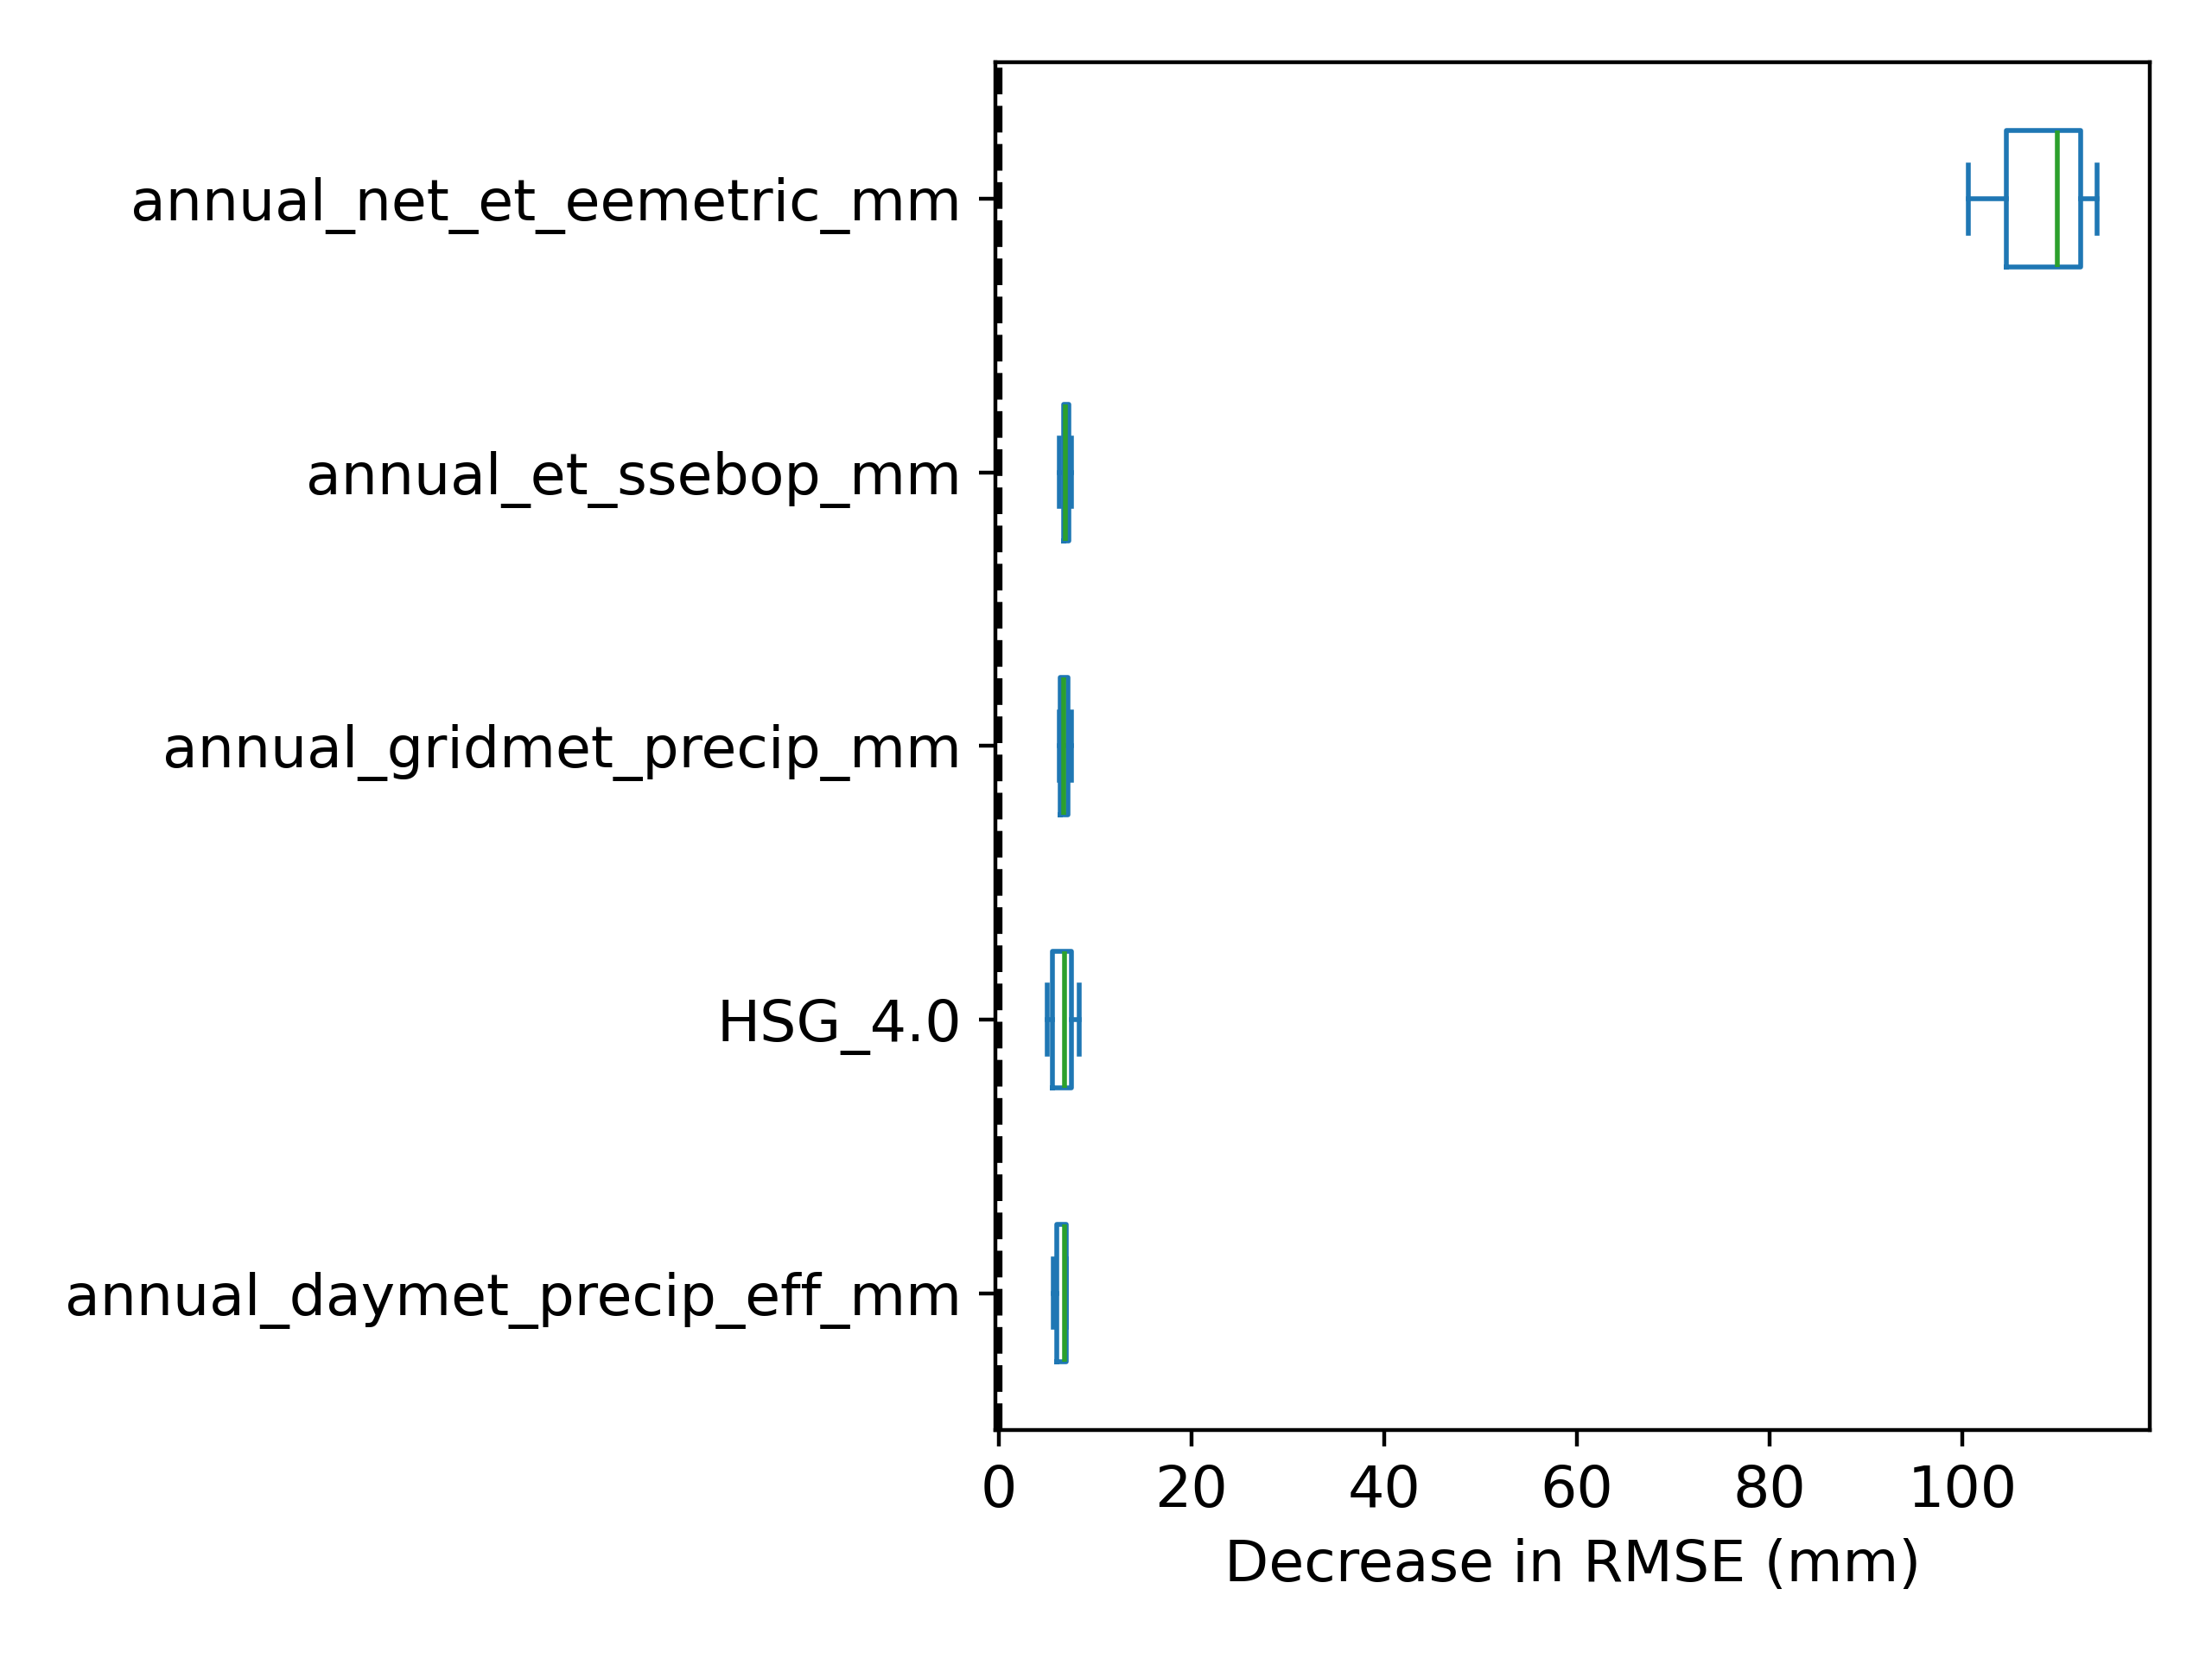 annual_net_et_eemetric_mm
annual_et_ssebop_mm
annual_gridmet_precip_mm
HSG_4.0
annual_daymet_precip_eff_mm
0 20 40 60 80 100
Decrease in RMSE (mm)